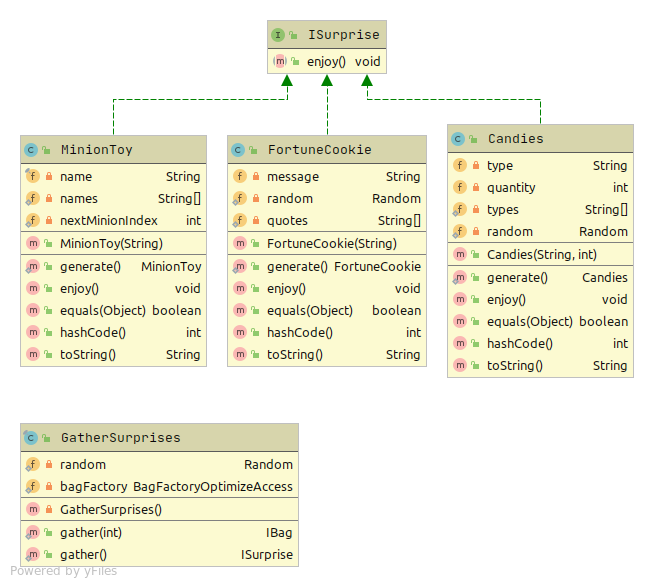 I ISurprise
m enjoy() void
C MinionToy
f name String
f names String[]
f nextMinionIndex int
m MinionToy(String)
m generate() MinionToy
m enjoy() void
m equals(Object) boolean
m hashCode() int
m toString() String
C FortuneCookie
f message String
f random Random
f quotes String[]
m FortuneCookie(String)
m generate() FortuneCookie
m enjoy() void
m equals(Object) boolean
m hashCode() int
m toString() String
C Candies
f type String
f quantity int
f types String[]
f random Random
m Candies(String, int)
m generate() Candies
m enjoy() void
m equals(Object) boolean
m hashCode() int
m toString() String
C GatherSurprises
f random Random
f bagFactory BagFactoryOptimizeAccess
m GatherSurprises()
m gather(int) IBag
m gather() ISurprise
Powered by yFiles